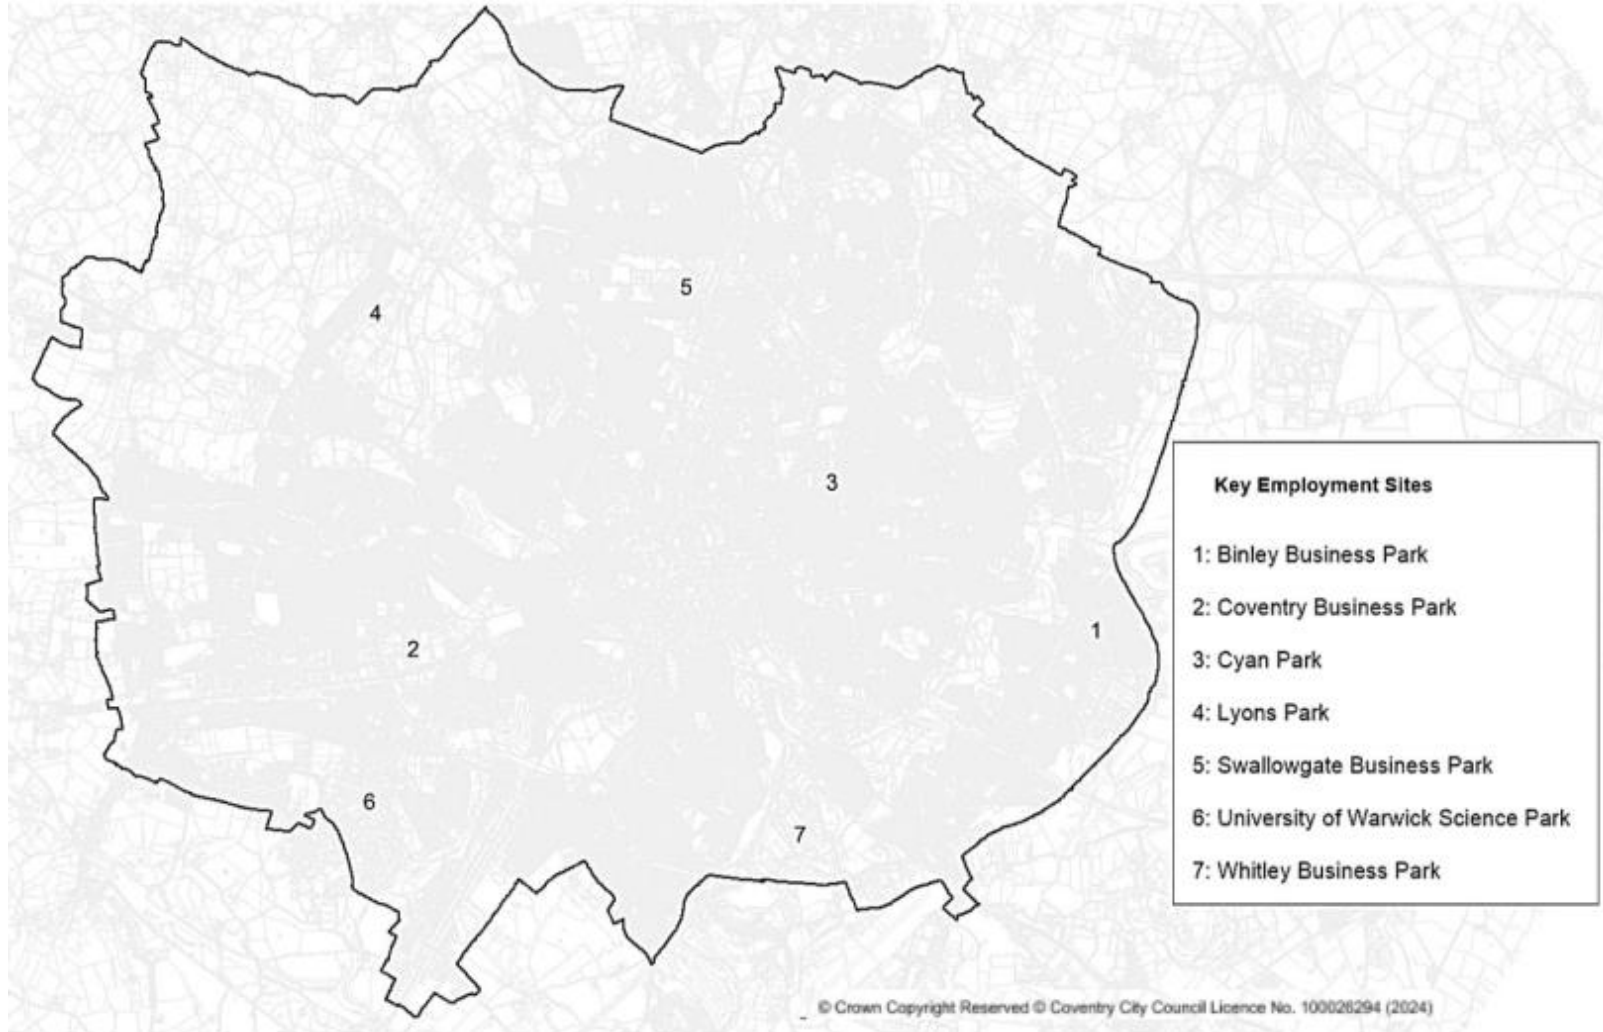 5
4
3
2
1
6
7
Key Employment Sites
1: Binley Business Park
2: Coventry Business Park
3: Cyan Park
4: Lyons Park
5: Swallowgate Business Park
6: University of Warwick Science Park
7: Whitley Business Park
© Crown Copyright Reserved © Coventry City Council Licence No. 100026294 (2024)